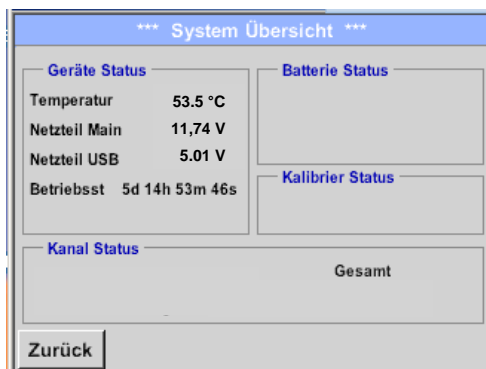 *** System Übersicht ***
Geräte Status
Temperatur 53.5 °C
Netzteil Main 11,74 V
Netzteil USB 5.01 V
Betriebsst 5d 14h 53m 46s
Batterie Status
Kalibrier Status
Kanal Status
Gesamt
Zurück